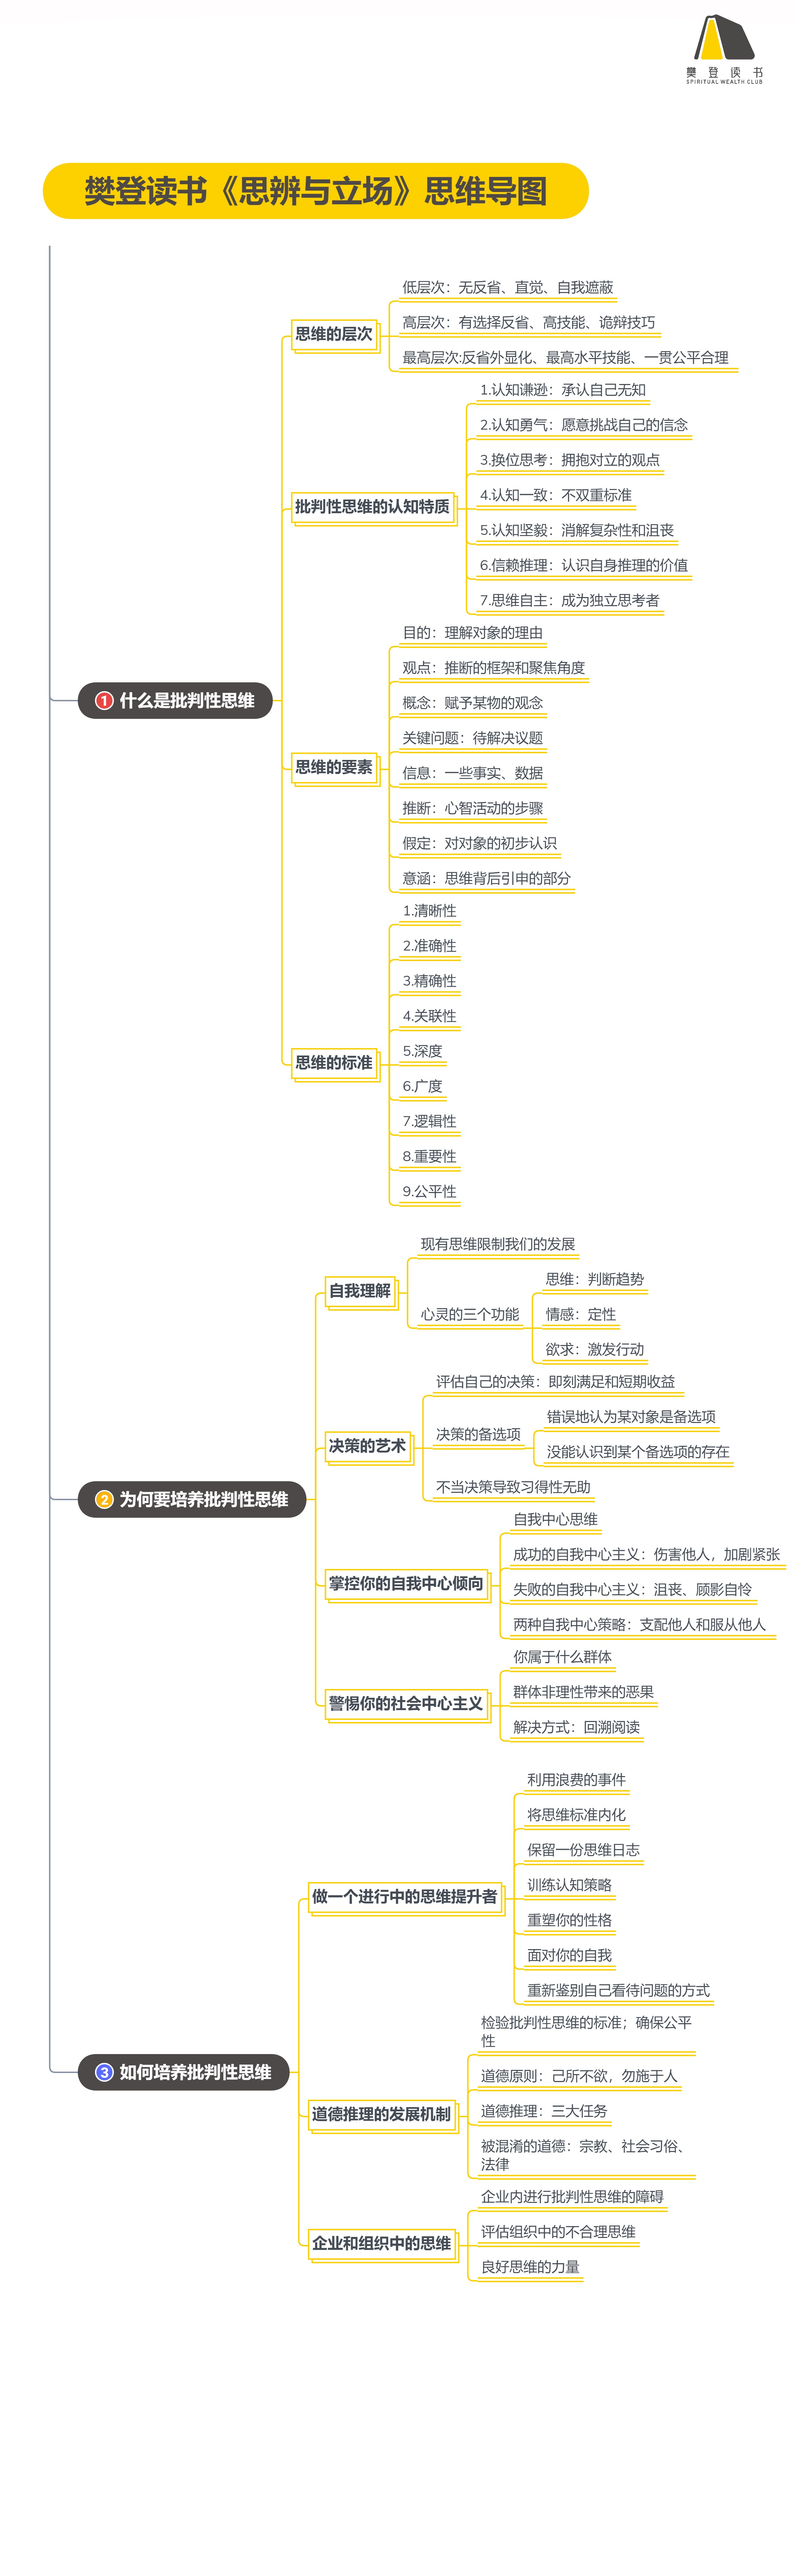 樊登读书
SPIRITUAL WEALTH CLUB
樊登读书《思辨与立场》思维导图
1 什么是批判性思维
思维的层次
低层次：无反省、直觉、自我遮蔽
高层次：有选择反省、高技能、诡辩技巧
最高层次:反省外显化、最高水平技能、一贯公平合理
批判性思维的认知特质
1.认知谦逊：承认自己无知
2.认知勇气：愿意挑战自己的信念
3.换位思考：拥抱对立的观点
4.认知一致：不双重标准
5.认知坚毅：消解复杂性和沮丧
6.信赖推理：认识自身推理的价值
7.思维自主：成为独立思考者
思维的要素
目的：理解对象的理由
观点：推断的框架和聚焦角度
概念：赋予某物的观念
关键问题：待解决议题
信息：一些事实、数据
推断：心智活动的步骤
假定：对对象的初步认识
意涵：思维背后引申的部分
思维的标准
1.清晰性
2.准确性
3.精确性
4.关联性
5.深度
6.广度
7.逻辑性
8.重要性
9.公平性
2 为何要培养批判性思维
自我理解
现有思维限制我们的发展
心灵的三个功能
思维：判断趋势
情感：定性
欲求：激发行动
决策的艺术
评估自己的决策：即刻满足和短期收益
决策的备选项
错误地认为某对象是备选项
没能认识到某个备选项的存在
不当决策导致习得性无助
掌控你的自我中心倾向
自我中心思维
成功的自我中心主义：伤害他人，加剧紧张
失败的自我中心主义：沮丧、顾影自怜
两种自我中心策略：支配他人和服从他人
警惕你的社会中心主义
你属于什么群体
群体非理性带来的恶果
解决方式：回溯阅读
3 如何培养批判性思维
做一个进行中的思维提升者
利用浪费的事件
将思维标准内化
保留一份思维日志
训练认知策略
重塑你的性格
面对你的自我
重新鉴别自己看待问题的方式
道德推理的发展机制
检验批判性思维的标准；确保公平
性
道德原则：己所不欲，勿施于人
道德推理：三大任务
被混淆的道德：宗教、社会习俗、
法律
企业和组织中的思维
企业内进行批判性思维的障碍
评估组织中的不合理思维
良好思维的力量